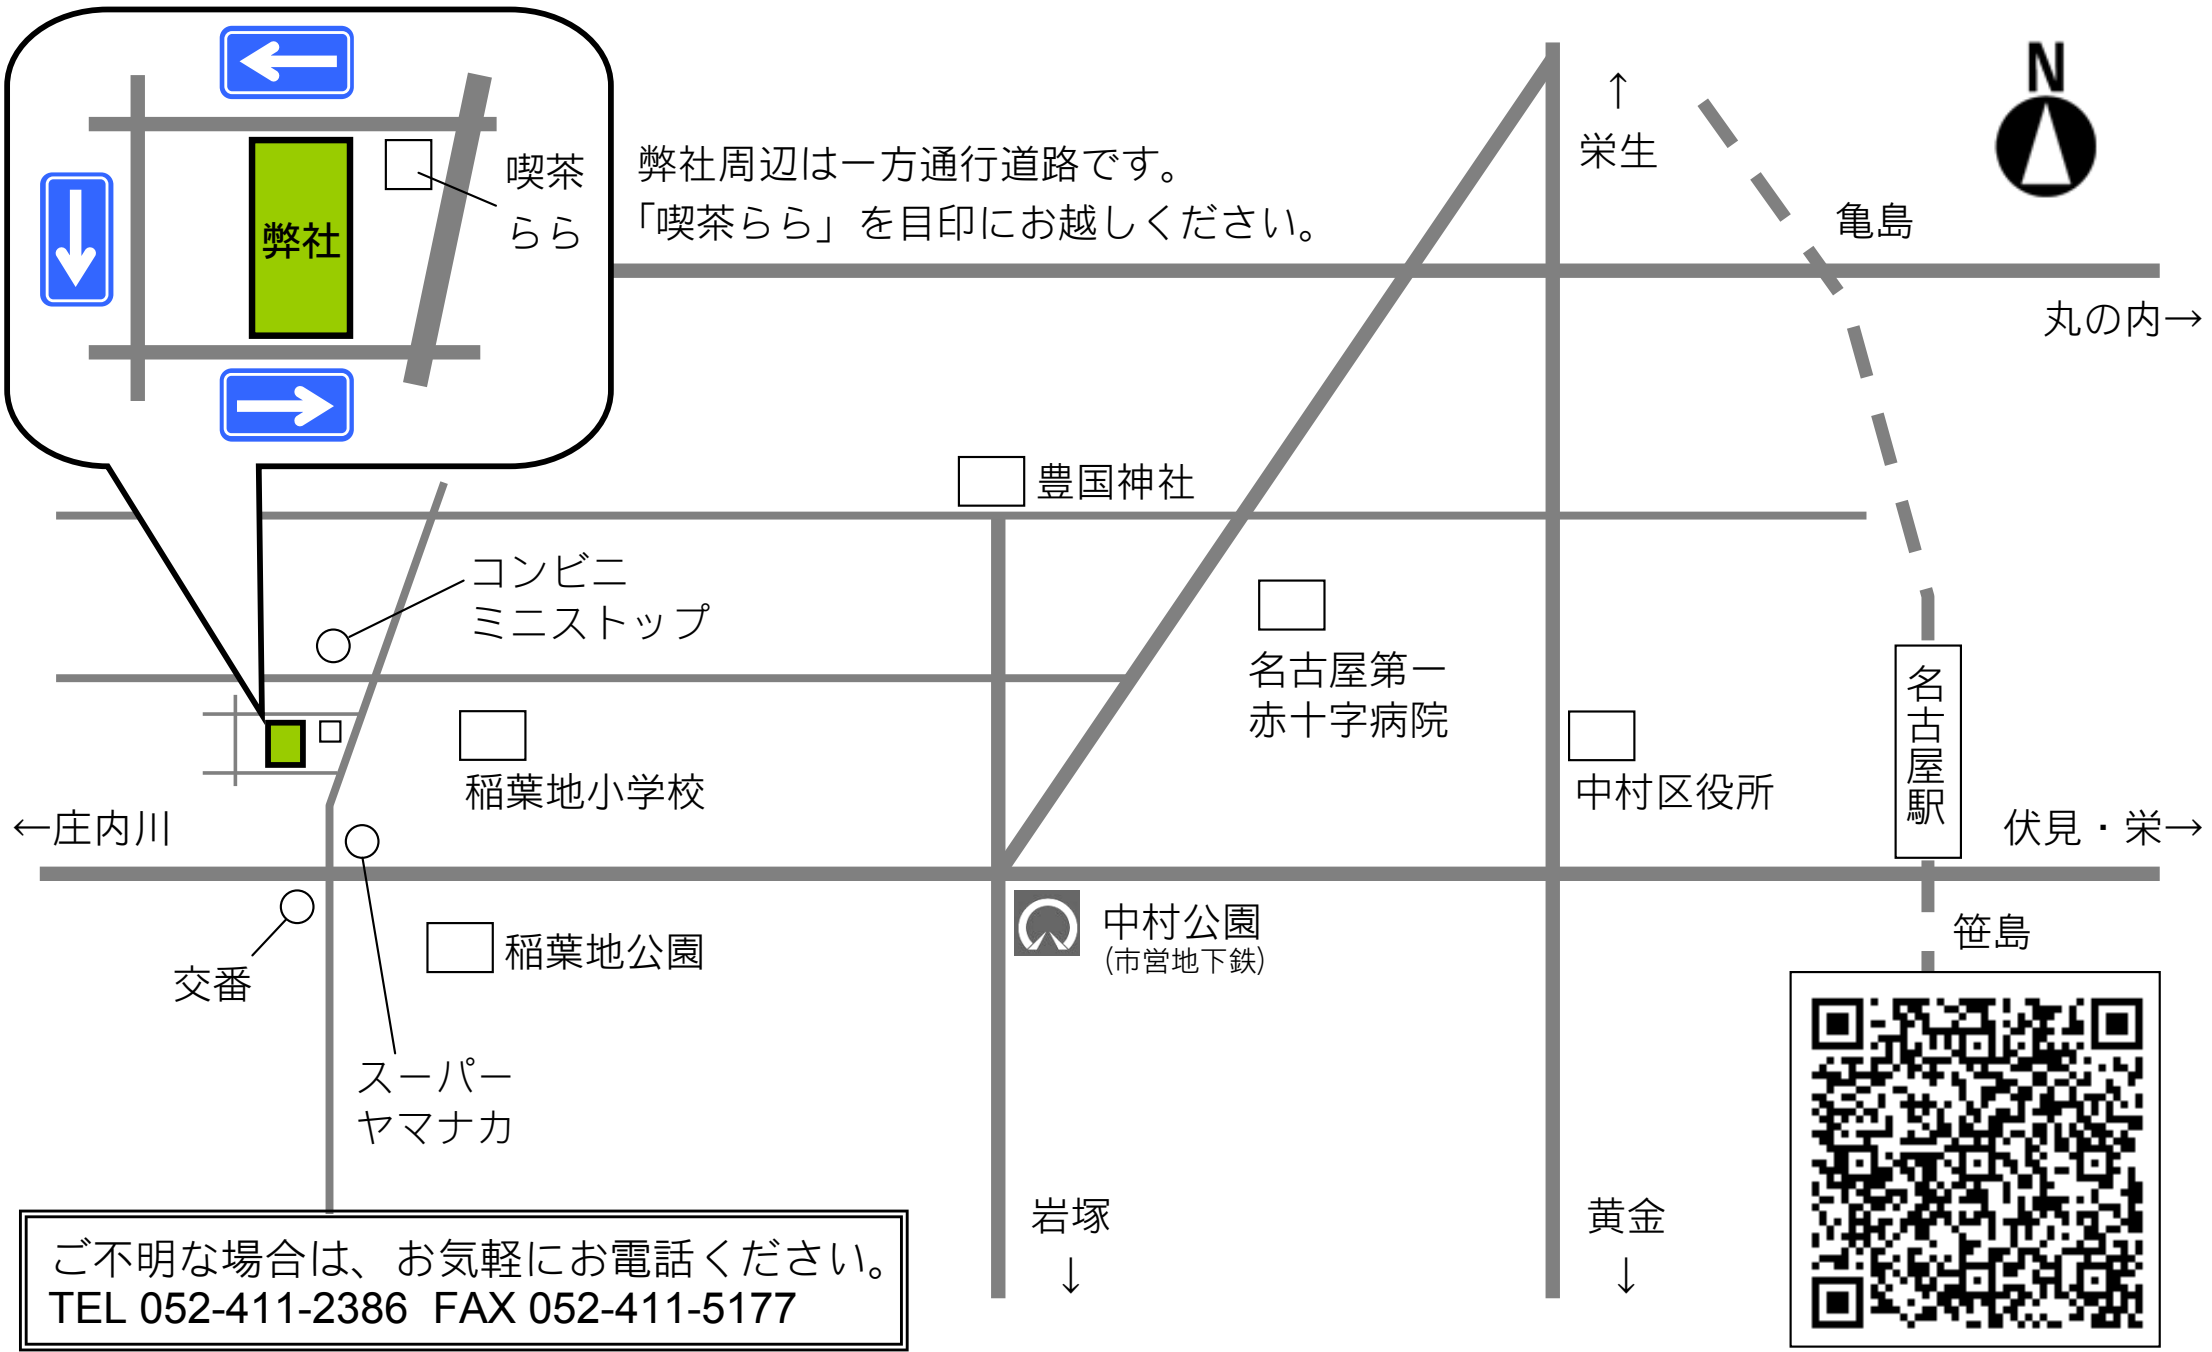 N
↑
栄生
喫茶
らら
弊社
弊社周辺は一方通行道路です。
「喫茶らら」を目印にお越しください。
亀島
丸の内→
豊国神社
コンビニ
ミニストップ
名古屋第一
赤十字病院
名古屋駅
稲葉地小学校
中村区役所
←庄内川
伏見・栄→
中村公園
(市営地下鉄)
笹島
稲葉地公園
交番
スーパー
ヤマナカ
岩塚
↓
黄金
↓
ご不明な場合は、お気軽にお電話ください。
TEL 052-411-2386 FAX 052-411-5177